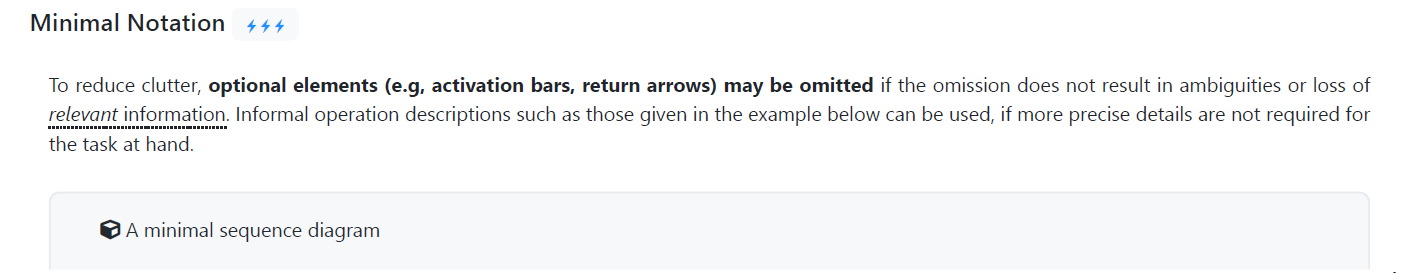 Minimal Notation
To reduce clutter, optional elements (e.g, activation bars, return arrows) may be omitted if the omission does not result in ambiguities or loss of
relevant information. Informal operation descriptions such as those given in the example below can be used, if more precise details are not required for
the task at hand.
A minimal sequence diagram